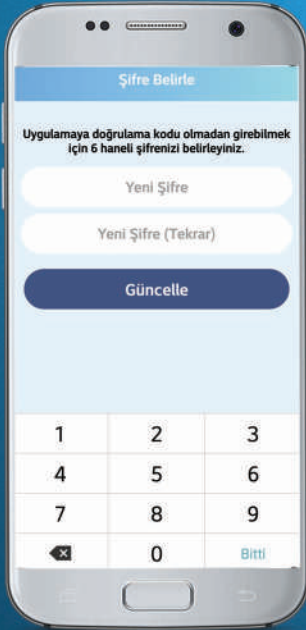 Şifre Belirle
Uygulamaya doğrulama kodu olmadan girebilmek
için 6 haneli şifrenizi belirleyiniz.
Yeni Şifre
Yeni Şifre (Tekrar)
Güncelle
1 2 3
4 5 6
7 8 9
0 Bitti